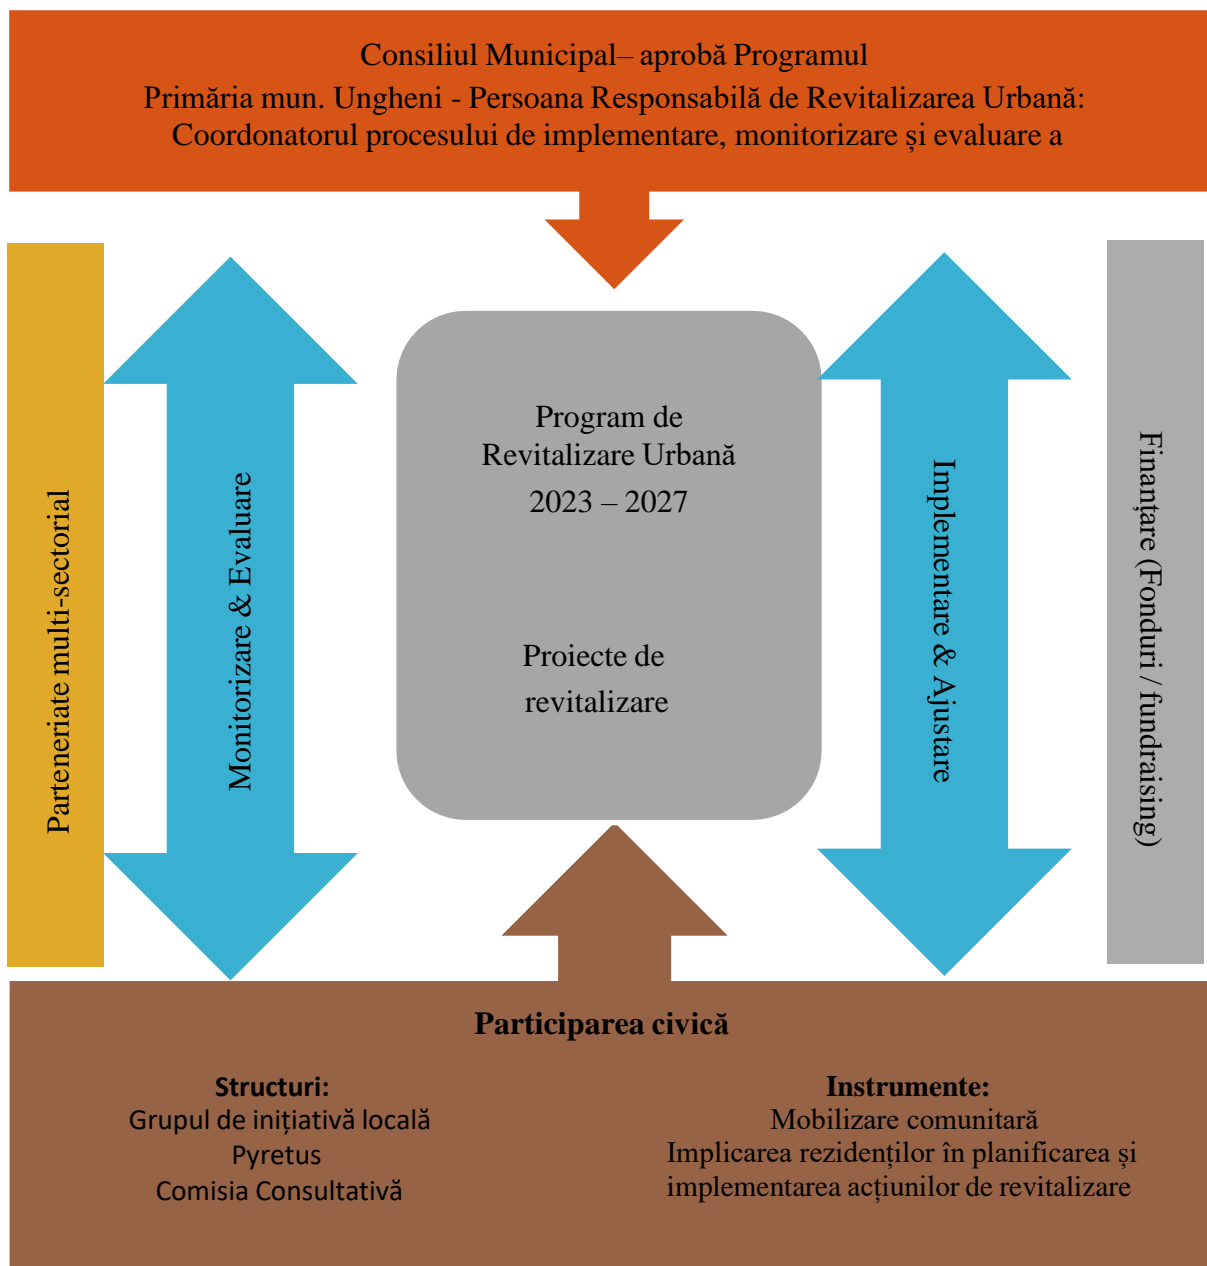 Consiliul Municipal– aprobă Programul
Primăria mun. Ungheni - Persoana Responsabilă de Revitalizarea Urbană:
Coordonatorul procesului de implementare, monitorizare și evaluare a
Parteneriate multi-sectorial
Monitorizare & Evaluare
Program de
Revitalizare Urbană
2023 – 2027
Proiecte de
revitalizare
Implementare & Ajustare
Finanțare (Fonduri / fundraising)
Participarea civică
Structuri:
Grupul de inițiativă locală
Pyretus
Comisia Consultativă
Instrumente:
Mobilizare comunitară
Implicarea rezidenților în planificarea și
implementarea acțiunilor de revitalizare